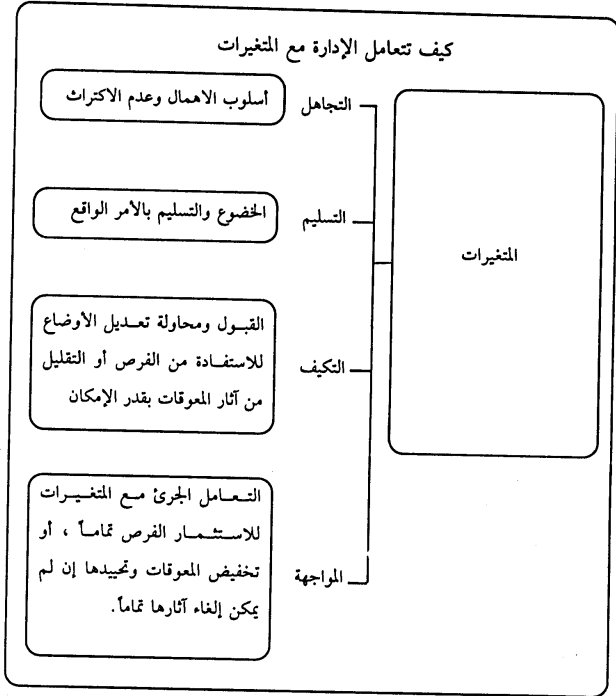 كيف تتعامل الإدارة مع المتغيرات
المتغيرات
التجاهل
أسلوب الاهمال وعدم الاكتراث
التسليم
الخضوع والتسليم بالأمر الواقع
التكيف
القبول ومحاولة تعديل الأوضاع
للاستفادة من الفرص أو التقليل
من آثار المعوقات بقدر الإمكان
المواجهة
التعامل الجرئ مع المتغيرات
للاستثمار الفرص تماماً ، أو
تخفيض المعوقات وتحييدها إن لم
يمكن إلغاء آثارها تماماً.